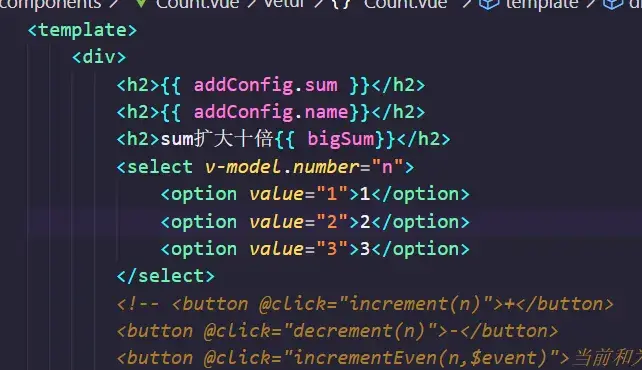 components > Count.vue > Vetur > {} "Count.vue" > template >
<template>
<div>
<h2>{{ addConfig.sum }}</h2>
<h2>{{ addConfig.name}}</h2>
<h2>sum扩大十倍{{ bigSum}}</h2>
<select v-model.number="n">
<option value="1">1</option>
<option value="2">2</option>
<option value="3">3</option>
</select>
<!-- <button @click="increment(n)">+</button>
<button @click="decrement(n)">-</button>
<button @click="incrementEven(n,$event)">当前和